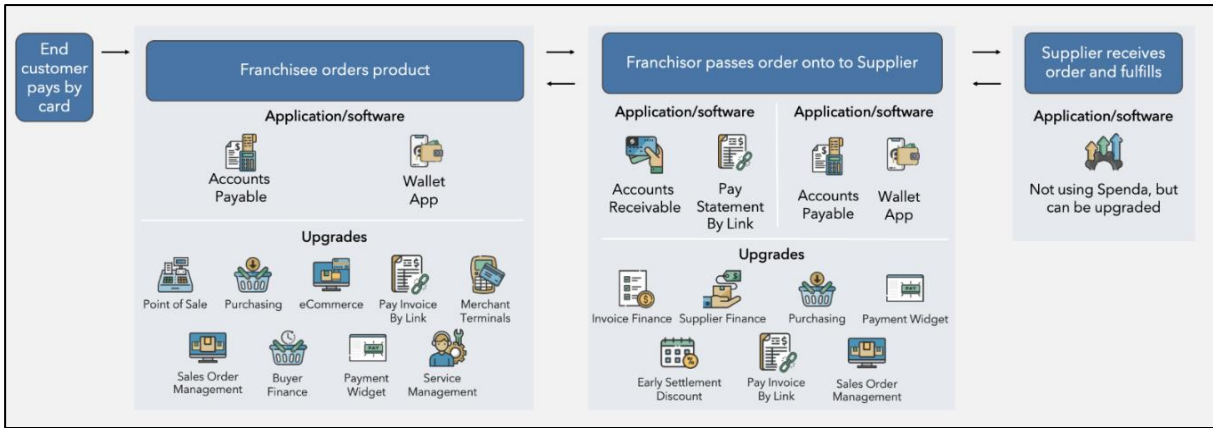 End
customer
pays by
card
Franchisee orders product
Application/software
Accounts
Payable
Wallet
App
Upgrades
Point of Sale
Purchasing
eCommerce
Pay Invoice
By Link
Merchant
Terminals
Sales Order
Management
Buyer
Finance
Payment
Widget
Service
Management
Franchisor passes order onto to Supplier
Application/software
Accounts
Receivable
Pay
Statement
By Link
Application/software
Accounts
Payable
Wallet
App
Upgrades
Invoice Finance
Supplier Finance
Purchasing
Payment Widget
Early Settlement
Discount
Pay Invoice
By Link
Sales Order
Management
Supplier receives
order and fulfills
Application/software
Not using Spenda, but
can be upgraded